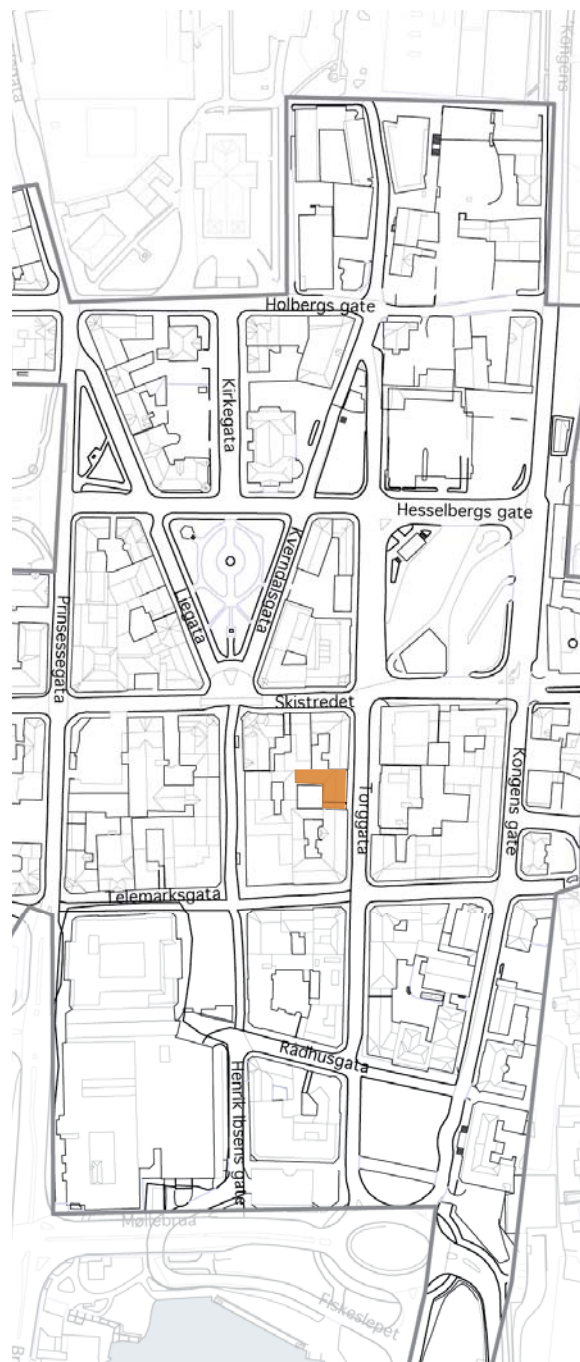 Kongens
Holbergs gate
Kirkegata
Hesselbergs gate
Kverndalsgata
Liegata
Prinsessegata
Skistredet
Torggata
Kongens gate
Telemarksgata
Rådhusgata
Henrik Ibsens gate
Møllebrua
Fiskeslepet